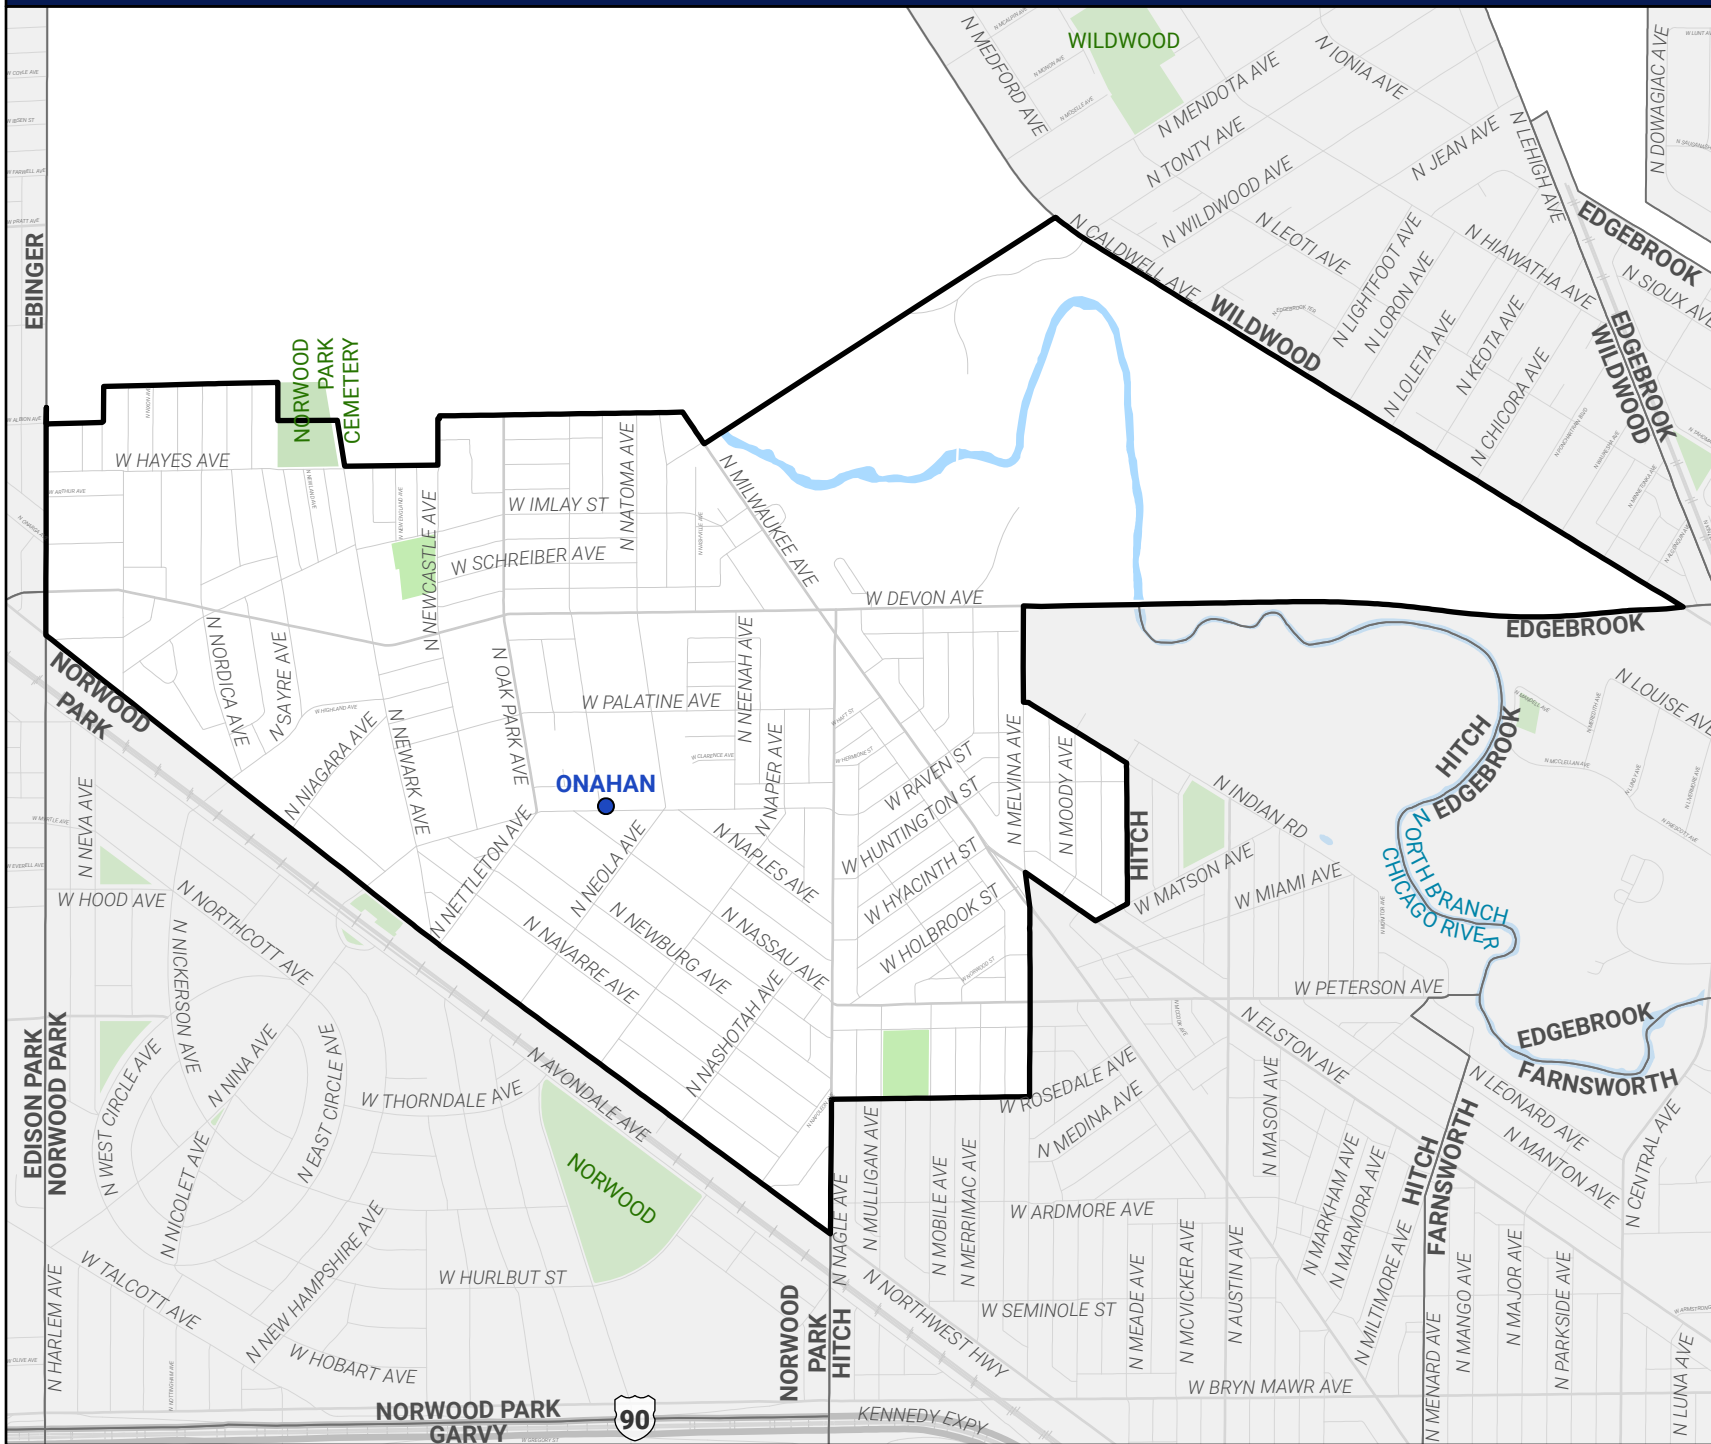 WILDWOOD
N MEDFORD AVE
N MENDOTA AVE
N IONIA AVE
N TONTY AVE
N WILDWOOD AVE
N JEAN AVE
N LEHIGH AVE
N DOWAGIAC AVE
N CALDWELL AVE
N LEOTI AVE
N LIGHTFOOT AVE
N LORON AVE
N HIAWATHA AVE
EDGEBROOK
N SIOUX AVE
WILDWOOD
N LOLETA AVE
N KEOTA AVE
N CHICORA AVE
EDGEBROOK
WILDWOOD
EBINGER
NORWOOD
PARK
CEMETERY
W HAYES AVE
N NEWCASTLE AVE
W IMLAY ST
N NATOMA AVE
W SCHREIBER AVE
N MILWAUKEE AVE
W DEVON AVE
EDGEBROOK
NORWOOD
PARK
N NORDICA AVE
N SAYRE AVE
W HIGHLAND AVE
N NIAGARA AVE
N NEWARK AVE
N OAK PARK AVE
W PALATINE AVE
N NEENAH AVE
W CLARENCE AVE
N NAPER AVE
ONAHAN
W RAVEN ST
W HUNTINGTON ST
W HYACINTH ST
W HOLBROOK ST
N MELVINA AVE
N MOODY AVE
HITCH
N INDIAN RD
W MATSON AVE
W MIAMI AVE
HITCH
EDGEBROOK
N LOUISE AVE
N MCCLELLAN AVE
NORTH BRANCH
CHICAGO RIVER
N NEVA AVE
W HOOD AVE
N NORTHCOTT AVE
N NICKERSON AVE
N NETTLETON AVE
N NEOLA AVE
N NAPLES AVE
N NAVARRE AVE
N NEWBURG AVE
N NASSAU AVE
N NASHOTAH AVE
W PETERSON AVE
N ELSTON AVE
EDGEBROOK
FARNSWORTH
EDISON PARK
NORWOOD PARK
N WEST CIRCLE AVE
N NINA AVE
N EAST CIRCLE AVE
N NICOLET AVE
W THORNDALE AVE
N AVONDALE AVE
NORWOOD
W ROSEDALE AVE
N MEDINA AVE
N MASON AVE
N MARKHAM AVE
N MARMORA AVE
HITCH
FARNSWORTH
N LEONARD AVE
N MANTON AVE
N CENTRAL AVE
N NAGLE AVE
N MULLIGAN AVE
N MOBILE AVE
N MERRIMAC AVE
W ARDMORE AVE
N HARLEM AVE
W TALCOTT AVE
N NEW HAMPSHIRE AVE
W HURLBUT ST
W HOBART AVE
NORWOOD
PARK
HITCH
N NORTHWEST HWY
W SEMINOLE ST
N MEADE AVE
N MCVICKER AVE
N AUSTIN AVE
N MILTIMORE AVE
N MENARD AVE
N MANGO AVE
N MAJOR AVE
N PARKSIDE AVE
N LUNA AVE
W BRYN MAWR AVE
NORWOOD PARK
GARVY
90
KENNEDY EXPY